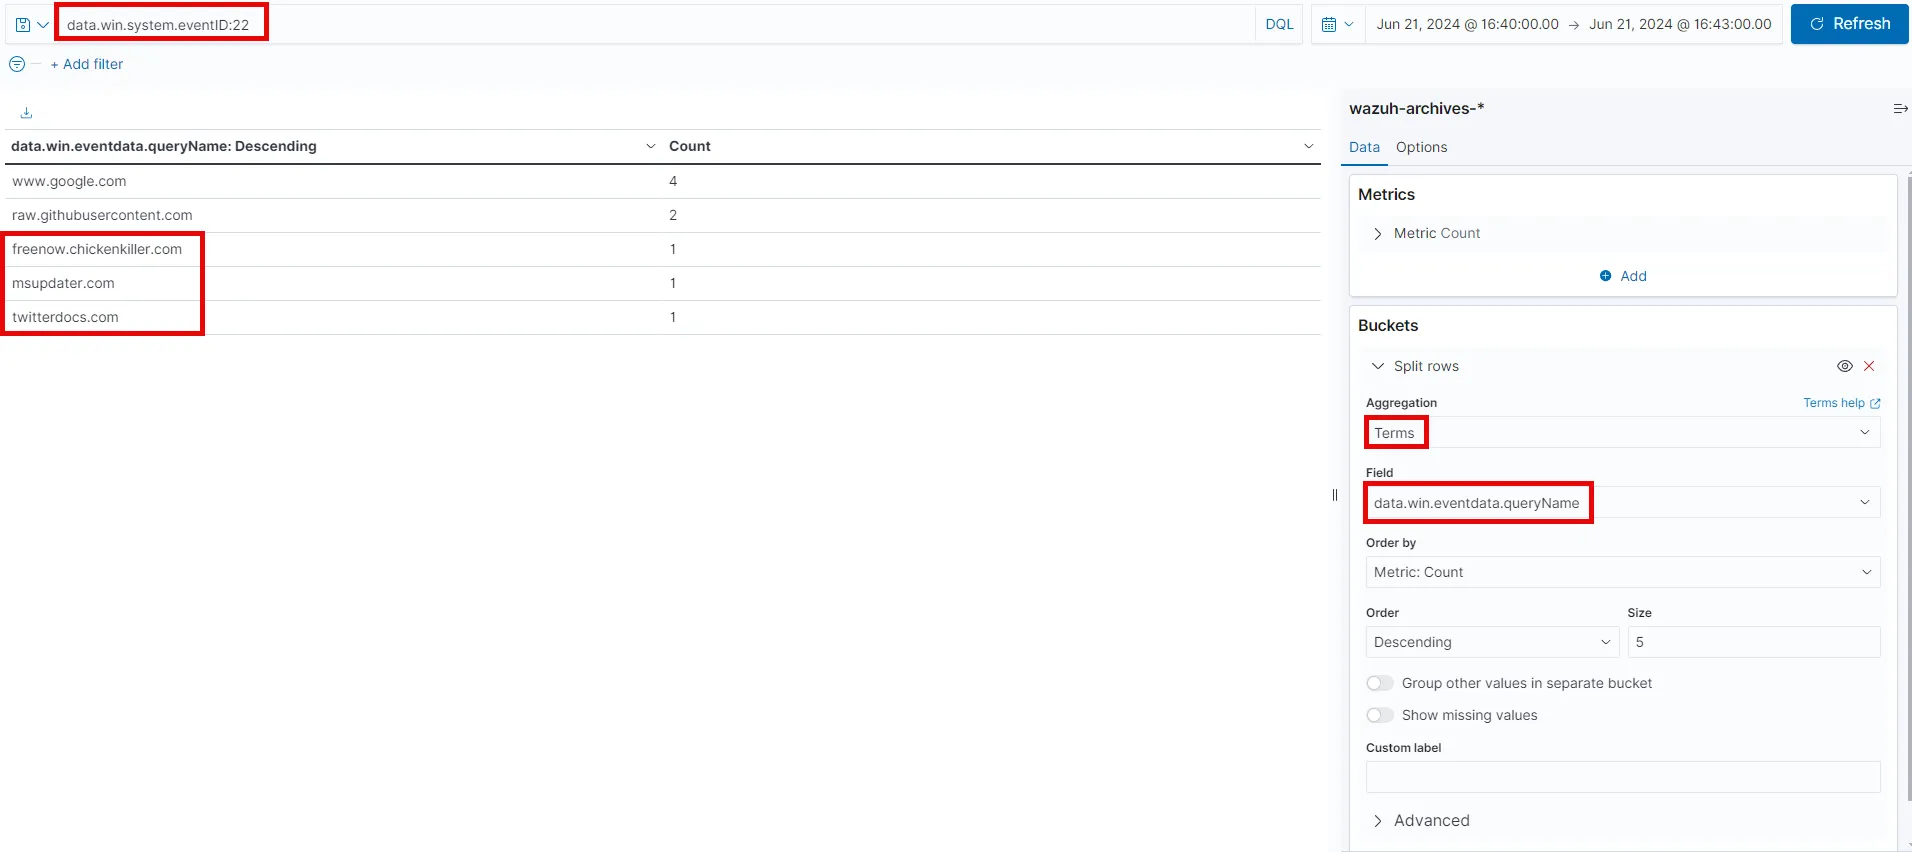 data.win.system.eventID:22
DQL
Jun 21, 2024 @ 16:40:00.00 → Jun 21, 2024 @ 16:43:00.00
Refresh
+ Add filter
wazuh-archives-*
data.win.eventdata.queryName: Descending
Count
Data
Options
www.google.com
4
raw.githubusercontent.com
2
freenow.chickenkiller.com
1
msupdater.com
1
twitterdocs.com
1
Metrics
Metric Count
Add
Buckets
Split rows
Aggregation
Terms help
Terms
Field
data.win.eventdata.queryName
Order by
Metric: Count
Order
Size
Descending
5
Group other values in separate bucket
Show missing values
Custom label
Advanced